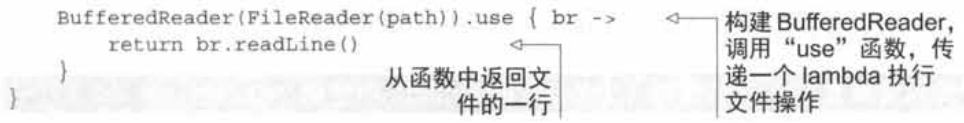 BufferedReader(FileReader(path)).use { br ->
return br.readLine()
}
}
构建 BufferedReader,
调用“use”函数，传
递一个 lambda 执行
文件操作
从函数中返回文
件的一行